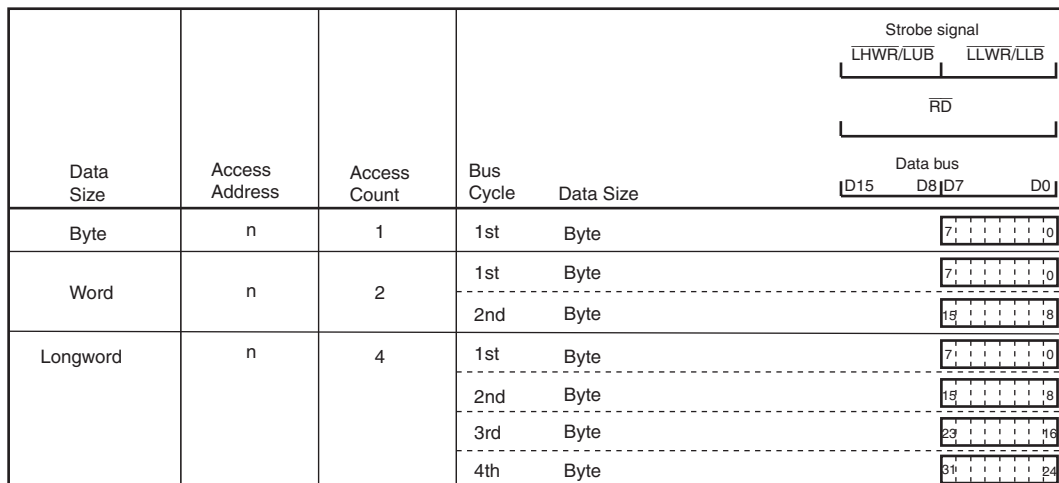 Strobe signal
LHWR/LUB LLWR/LLB
RD
Data Size Access Address Access Count Bus Cycle Data Size Data bus
D15 D8 D7 D0
Byte n 1 1st Byte 7 0
Word n 2 1st Byte 7 0
2nd Byte 15 8
Longword n 4 1st Byte 7 0
2nd Byte 15 8
3rd Byte 23 16
4th Byte 31 24